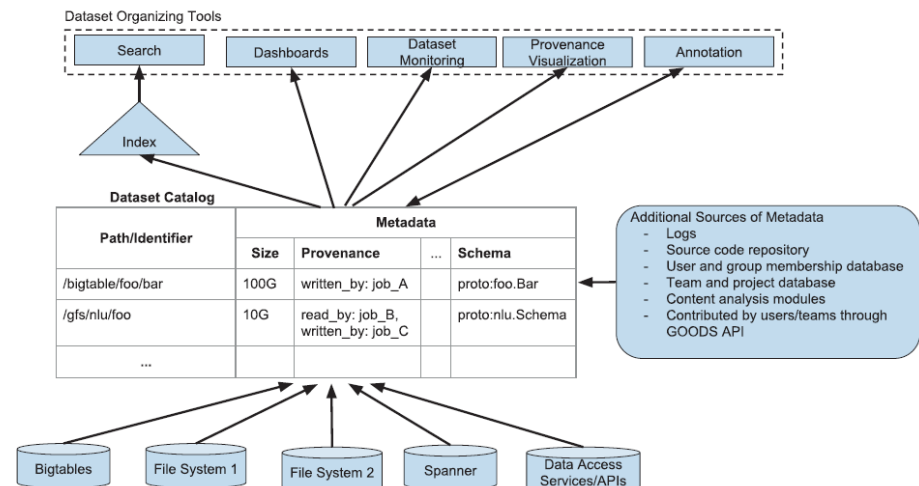 Dataset Organizing Tools
Search
Dashboards
Dataset
Monitoring
Provenance
Visualization
Annotation
Index
Dataset Catalog
Path/Identifier
Metadata
Size
Provenance
...
Schema
/bigtable/foo/bar
100G
written_by: job_A
proto:foo.Bar
/gfs/nlu/foo
10G
read_by: job_B,
written_by: job_C
proto:nlu.Schema
...
Additional Sources of Metadata
- Logs
- Source code repository
- User and group membership database
- Team and project database
- Content analysis modules
- Contributed by users/teams through
GOODS API
Bigtables
File System 1
File System 2
Spanner
Data Access
Services/APIs